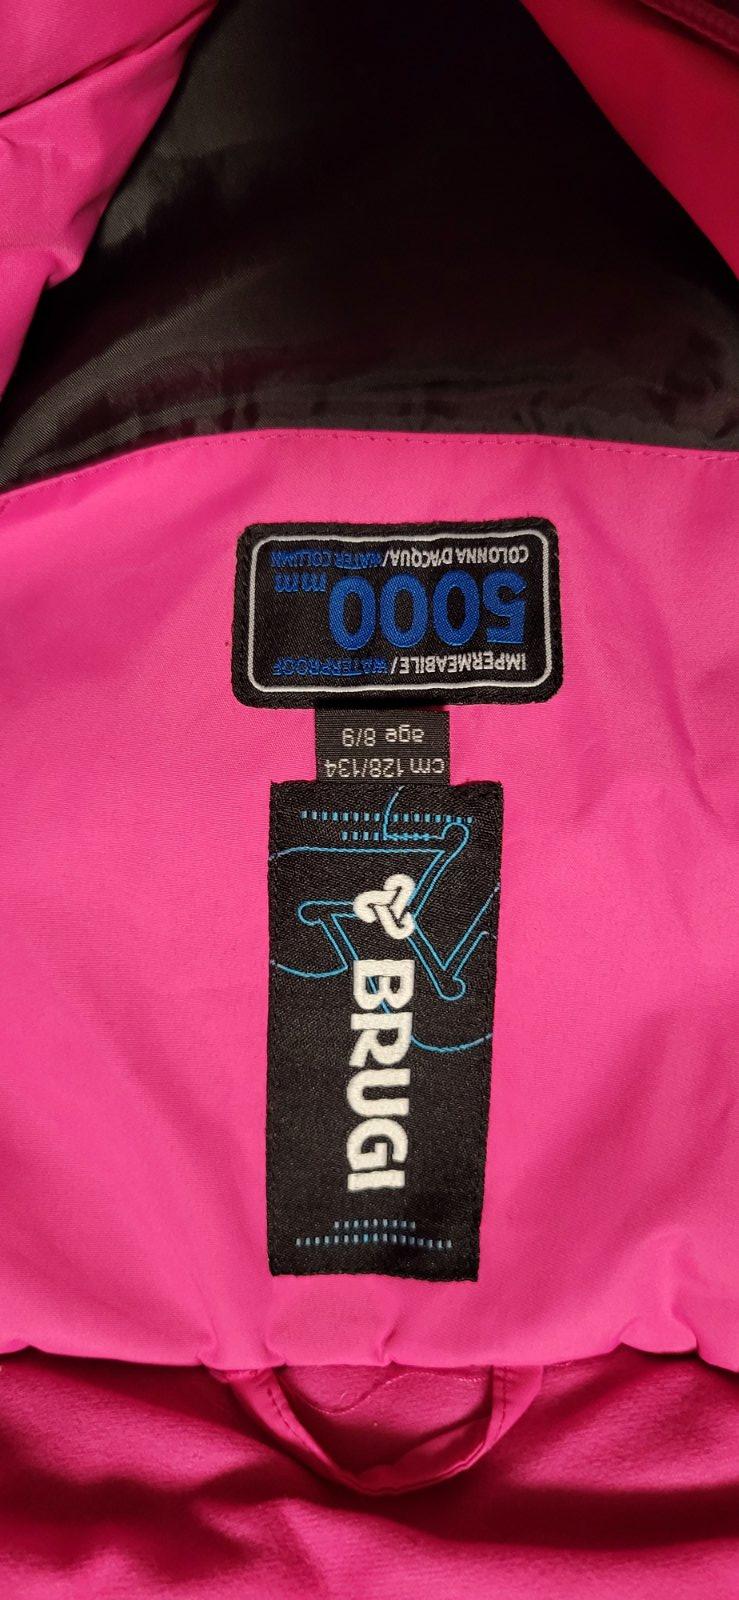 BRUGI
cm 128/134
age 8/9
IMPERMEABILE/WATERPROOF
5000 mm
COLONNA D'ACQUA/WATER COLUMN